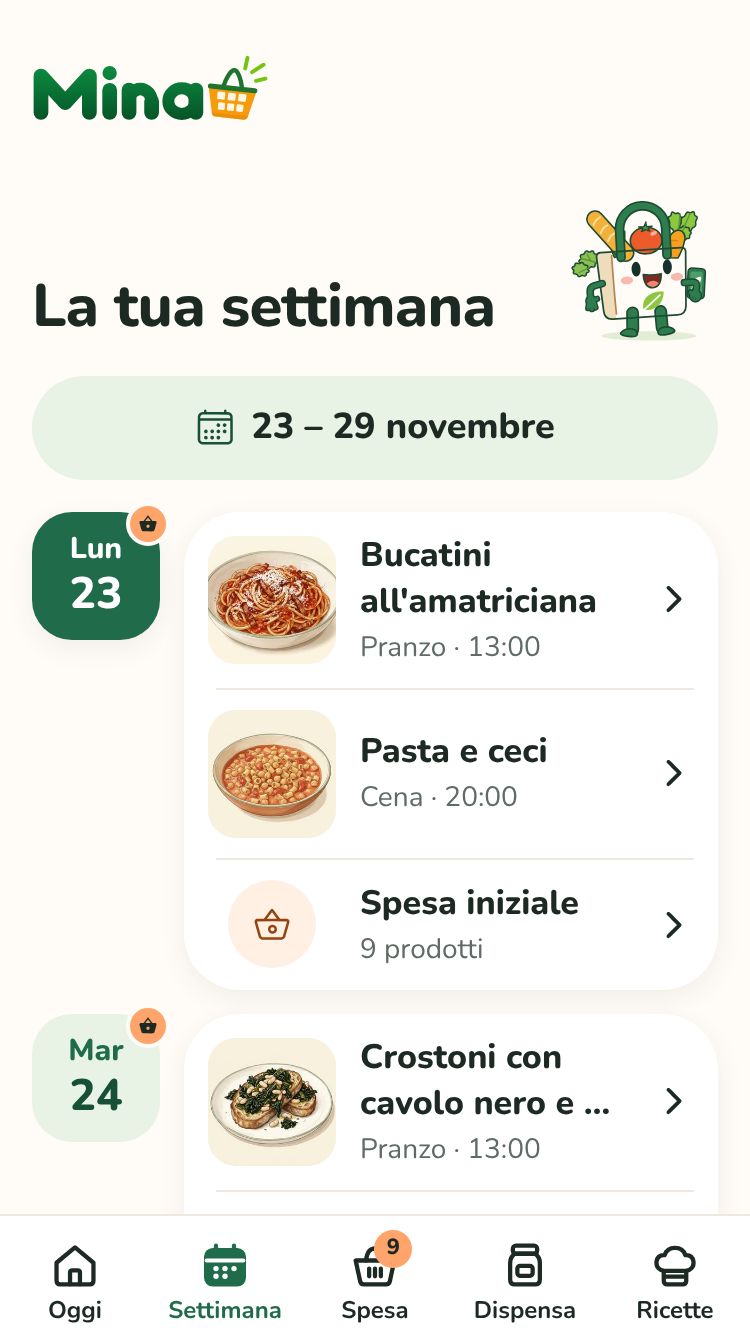 Mina
La tua settimana
23 – 29 novembre
Lun
23
Bucatini
all'amatriciana
Pranzo · 13:00
Pasta e ceci
Cena · 20:00
Spesa iniziale
9 prodotti
Mar
24
Crostoni con
cavolo nero e ...
Pranzo · 13:00
9
Oggi
Settimana
Spesa
Dispensa
Ricette